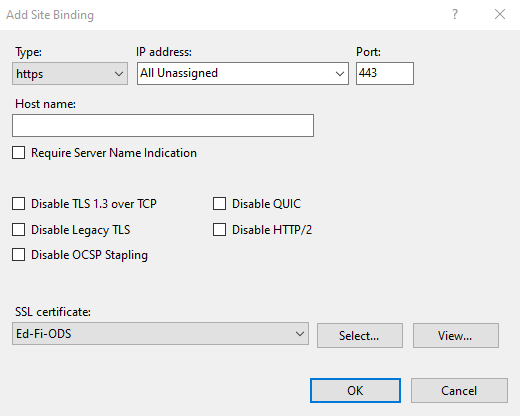 Add Site Binding
?
Type: IP address: Port:
https All Unassigned 443
Host name:
Require Server Name Indication
Disable TLS 1.3 over TCP Disable QUIC
Disable Legacy TLS Disable HTTP/2
Disable OCSP Stapling
SSL certificate:
Ed-Fi-ODS Select... View...
OK Cancel